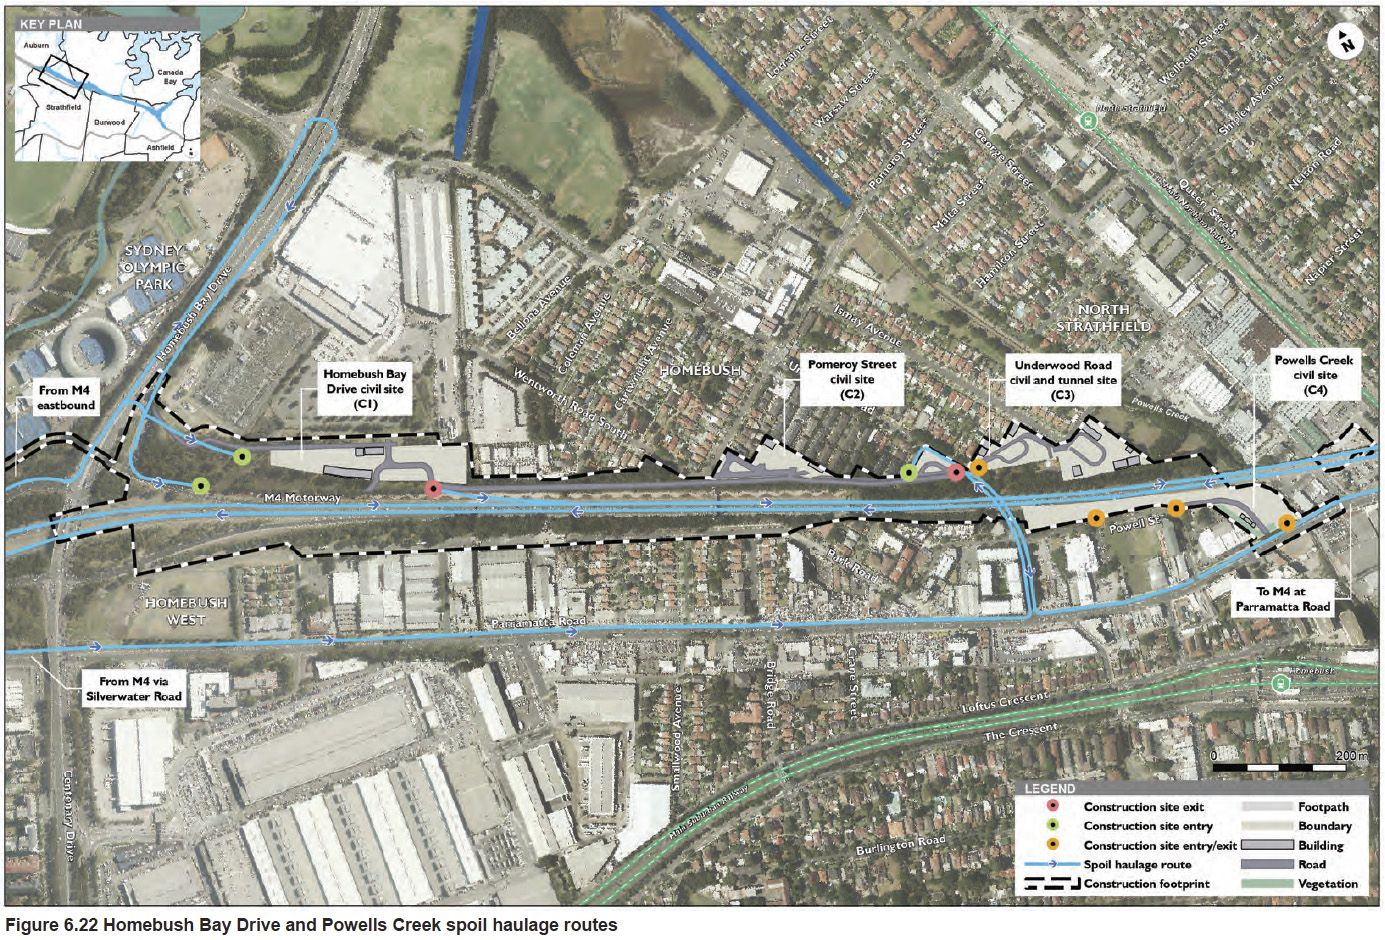 KEY PLAN
Auburn
Canada
Bay
Strathfield
Burwood
Ashfield
N
Lorraine Street
Warsaw Street
Pomeroy Street
George Street
Malta Street
Hamilton Street
North Strathfield
Wellbank Street
Shipley Avenue
Nelson Road
Queen Street
Napier Street
SYDNEY
OLYMPIC
PARK
Homebush Bay Drive
Bellona Avenue
Coleman Avenue
Cartwright Avenue
Wentworth Road South
HOMEBUSH
Ismay Avenue
NORTH
STRATHFIELD
Powells Creek
From M4
eastbound
Homebush Bay
Drive civil site
(C1)
Pomeroy Street
civil site
(C2)
Underwood Road
civil and tunnel site
(C3)
Powells Creek
civil site
(C4)
M4 Motorway
Powell St
Park Road
HOMEBUSH
WEST
Parramatta Road
To M4 at
Parramatta Road
From M4 via
Silverwater Road
Centenary Drive
Smallwood Avenue
Bridge Road
Crane Street
Loftus Crescent
The Crescent
Homebush
Main Suburban Railway
Burlington Road
0 200 m
LEGEND
Construction site exit
Construction site entry
Construction site entry/exit
Spoil haulage route
Construction footprint
Footpath
Boundary
Building
Road
Vegetation
Figure 6.22 Homebush Bay Drive and Powells Creek spoil haulage routes